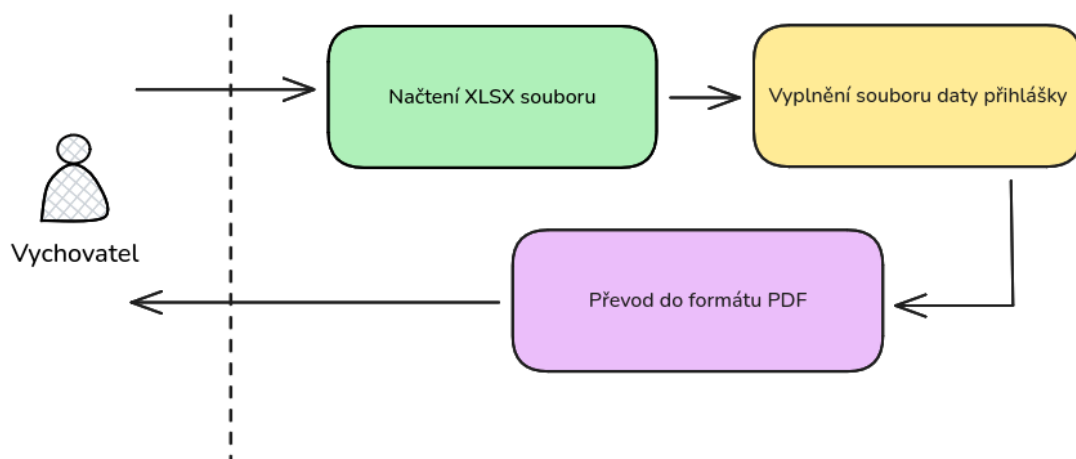 Načtení XLSX souboru
Vyplnění souboru daty přihlášky
Vychovatel
Převod do formátu PDF